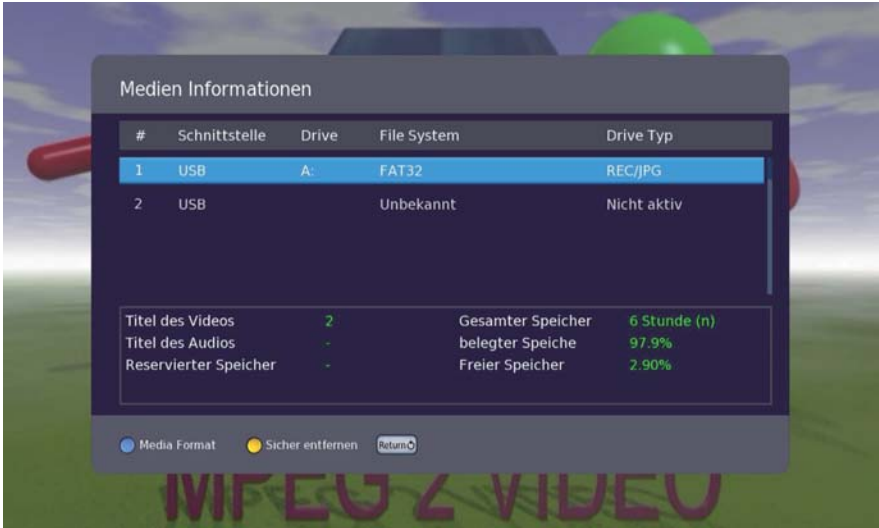 Medien Informationen
# Schnittstelle Drive File System Drive Typ
1 USB A: FAT32 REC/JPG
2 USB Unbekannt Nicht aktiv
Titel des Videos 2 Gesamter Speicher 6 Stunde (n)
Titel des Audios - belegter Speiche 97.9%
Reservierter Speicher - Freier Speicher 2.90%
Media Format Sicher entfernen Return
MPEG 2 VIDEO